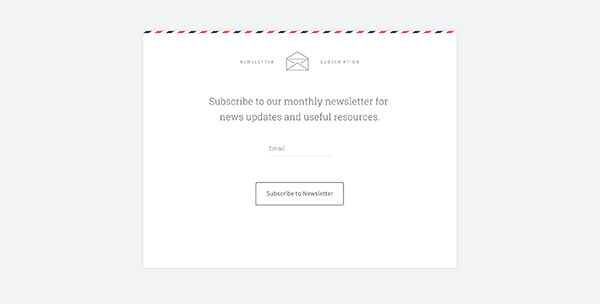 NEWSLETTER SUBSCRIPTION
Subscribe to our monthly newsletter for
news updates and useful resources.
Email
Subscribe to Newsletter